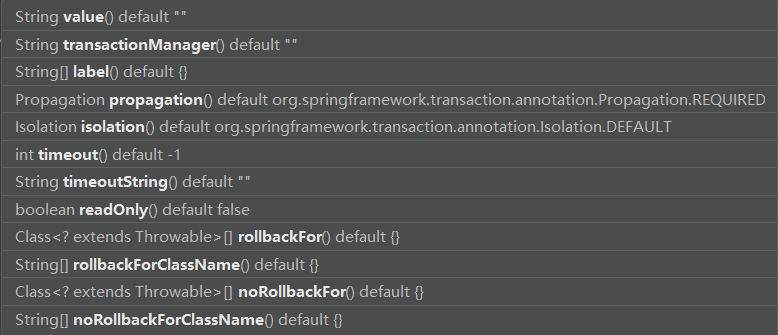 String value() default ""
String transactionManager() default ""
String[] label() default {}
Propagation propagation() default org.springframework.transaction.annotation.Propagation.REQUIRED
Isolation isolation() default org.springframework.transaction.annotation.Isolation.DEFAULT
int timeout() default -1
String timeoutString() default ""
boolean readOnly() default false
Class<? extends Throwable>[] rollbackFor() default {}
String[] rollbackForClassName() default {}
Class<? extends Throwable>[] noRollbackFor() default {}
String[] noRollbackForClassName() default {}